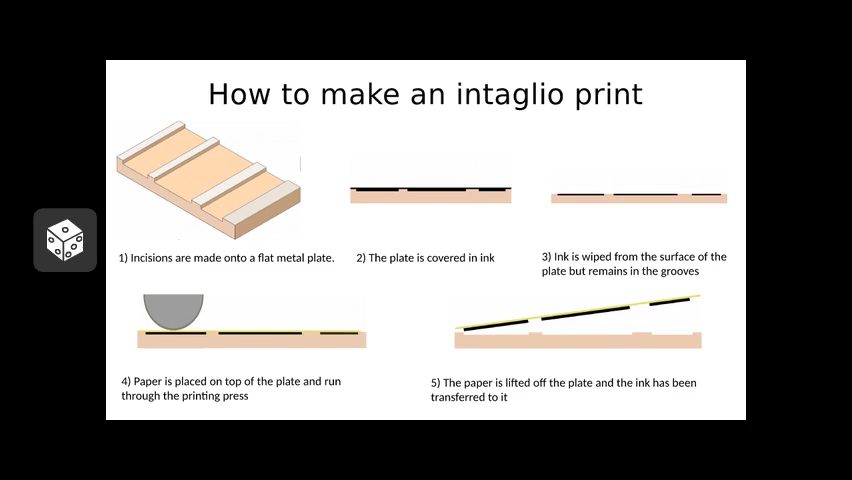 How to make an intaglio print
1) Incisions are made onto a flat metal plate.
2) The plate is covered in ink
3) Ink is wiped from the surface of the
plate but remains in the grooves
4) Paper is placed on top of the plate and run
through the printing press
5) The paper is lifted off the plate and the ink has been
transferred to it